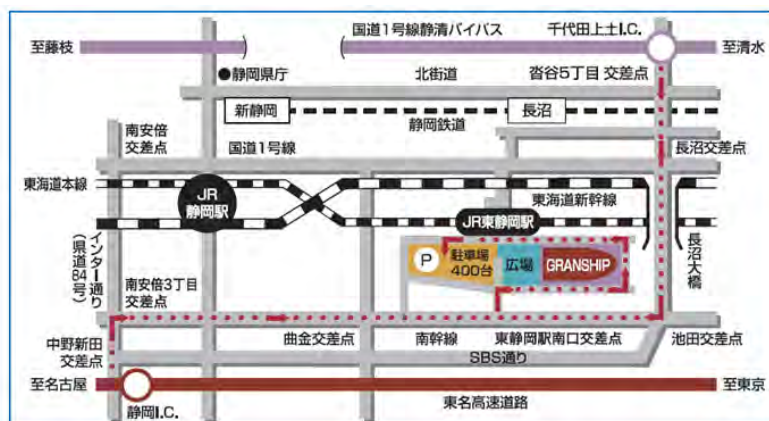 国道1号線静清バイパス
千代田上土I.C.
至藤枝
至清水
●静岡県庁
北街道
沓谷5丁目 交差点
新静岡
長沼
静岡鉄道
南安倍
交差点
国道1号線
長沼交差点
東海道本線
JR
静岡駅
東海道新幹線
JR東静岡駅
インター通り
(県道84号)
P
駐車場
400台
広場
GRANSHIP
長沼大橋
南安倍3丁目
交差点
中野新田
交差点
曲金交差点
南幹線
東静岡駅南口交差点
池田交差点
SBS通り
至名古屋
至東京
静岡I.C.
東名高速道路